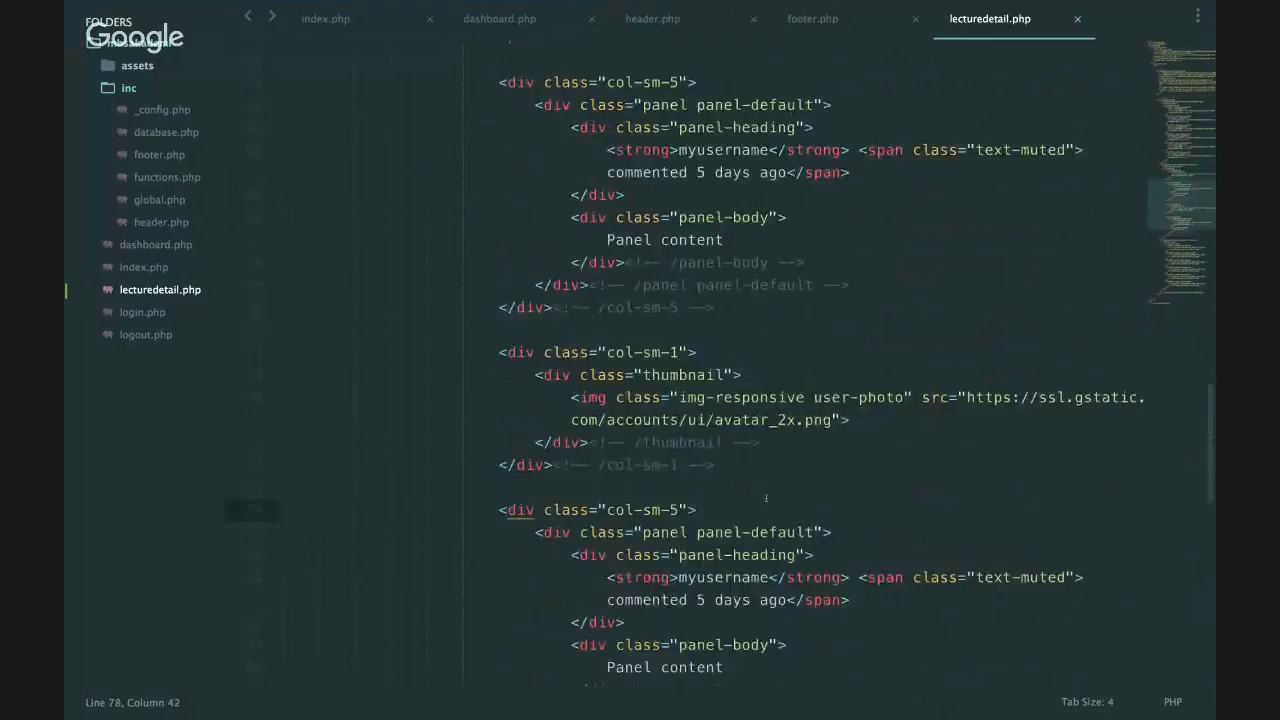 FOLDERS
Google
assets
inc
_config.php
database.php
footer.php
functions.php
global.php
header.php
dashboard.php
index.php
lecturedetail.php
login.php
logout.php
index.php × dashboard.php × header.php × footer.php × lecturedetail.php ×
<div class="col-sm-5">
<div class="panel panel-default">
<div class="panel-heading">
<strong>myusername</strong> <span class="text-muted">
commented 5 days ago</span>
</div>
<div class="panel-body">
Panel content
</div><!-- /panel-body -->
</div><!-- /panel panel-default -->
</div><!-- /col-sm-5 -->
<div class="col-sm-1">
<div class="thumbnail">
<img class="img-responsive user-photo" src="https://ssl.gstatic.
com/accounts/ui/avatar_2x.png">
</div><!-- /thumbnail -->
</div><!-- /col-sm-1 -->
<div class="col-sm-5">
<div class="panel panel-default">
<div class="panel-heading">
<strong>myusername</strong> <span class="text-muted">
commented 5 days ago</span>
</div>
<div class="panel-body">
Panel content
Line 78, Column 42
Tab Size: 4
PHP